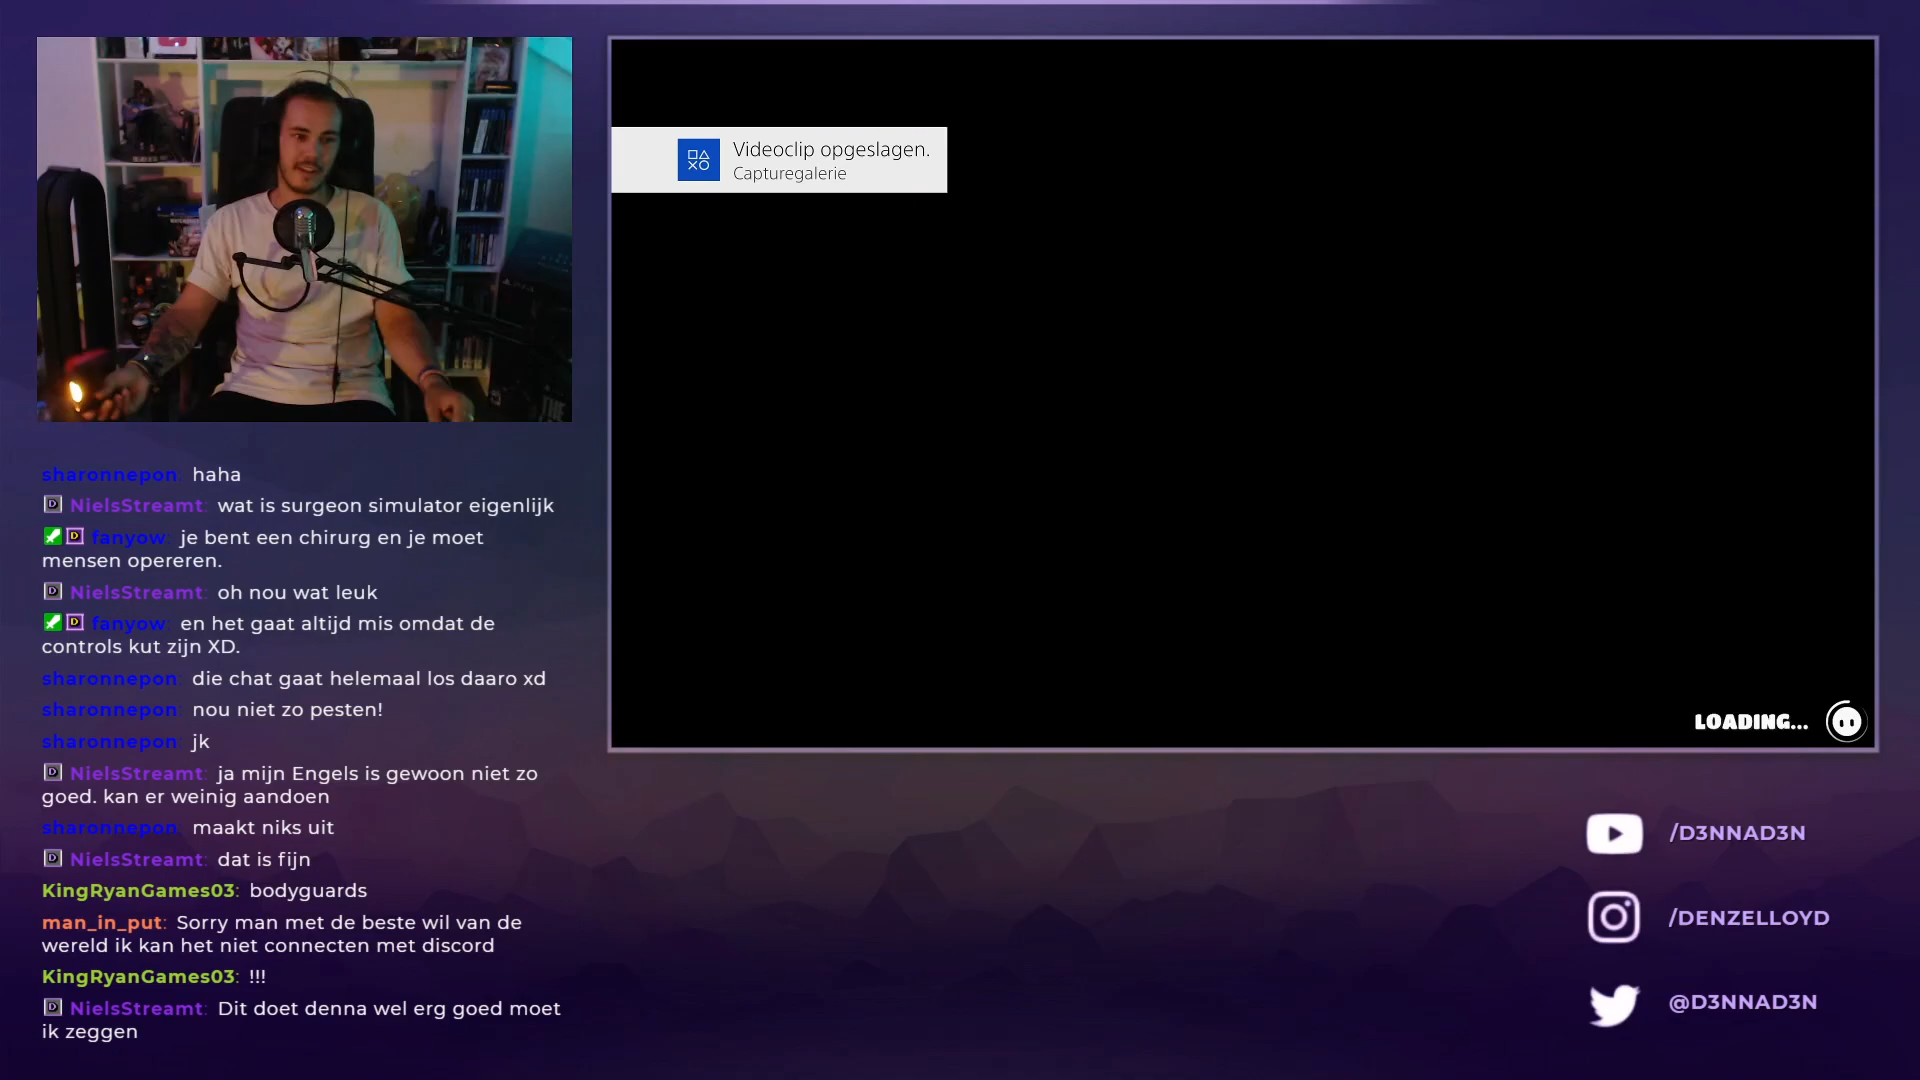 Videoclip opgeslagen.
Capturegalerie
LOADING...
sharonnepon: haha
NielsStreamt: wat is surgeon simulator eigenlijk
fanyow: je bent een chirurg en je moet
mensen opereren.
NielsStreamt: oh nou wat leuk
fanyow: en het gaat altijd mis omdat de
controls kut zijn XD.
sharonnepon: die chat gaat helemaal los daaro xd
sharonnepon: nou niet zo pesten!
sharonnepon: jk
NielsStreamt: ja mijn Engels is gewoon niet zo
goed. kan er weinig aandoen
sharonnepon: maakt niks uit
NielsStreamt: dat is fijn
KingRyanGames03: bodyguards
man_in_put: Sorry man met de beste wil van de
wereld ik kan het niet connecten met discord
KingRyanGames03: !!!
NielsStreamt: Dit doet denna wel erg goed moet
ik zeggen
/D3NNAD3N
/DENZELLOYD
@D3NNAD3N